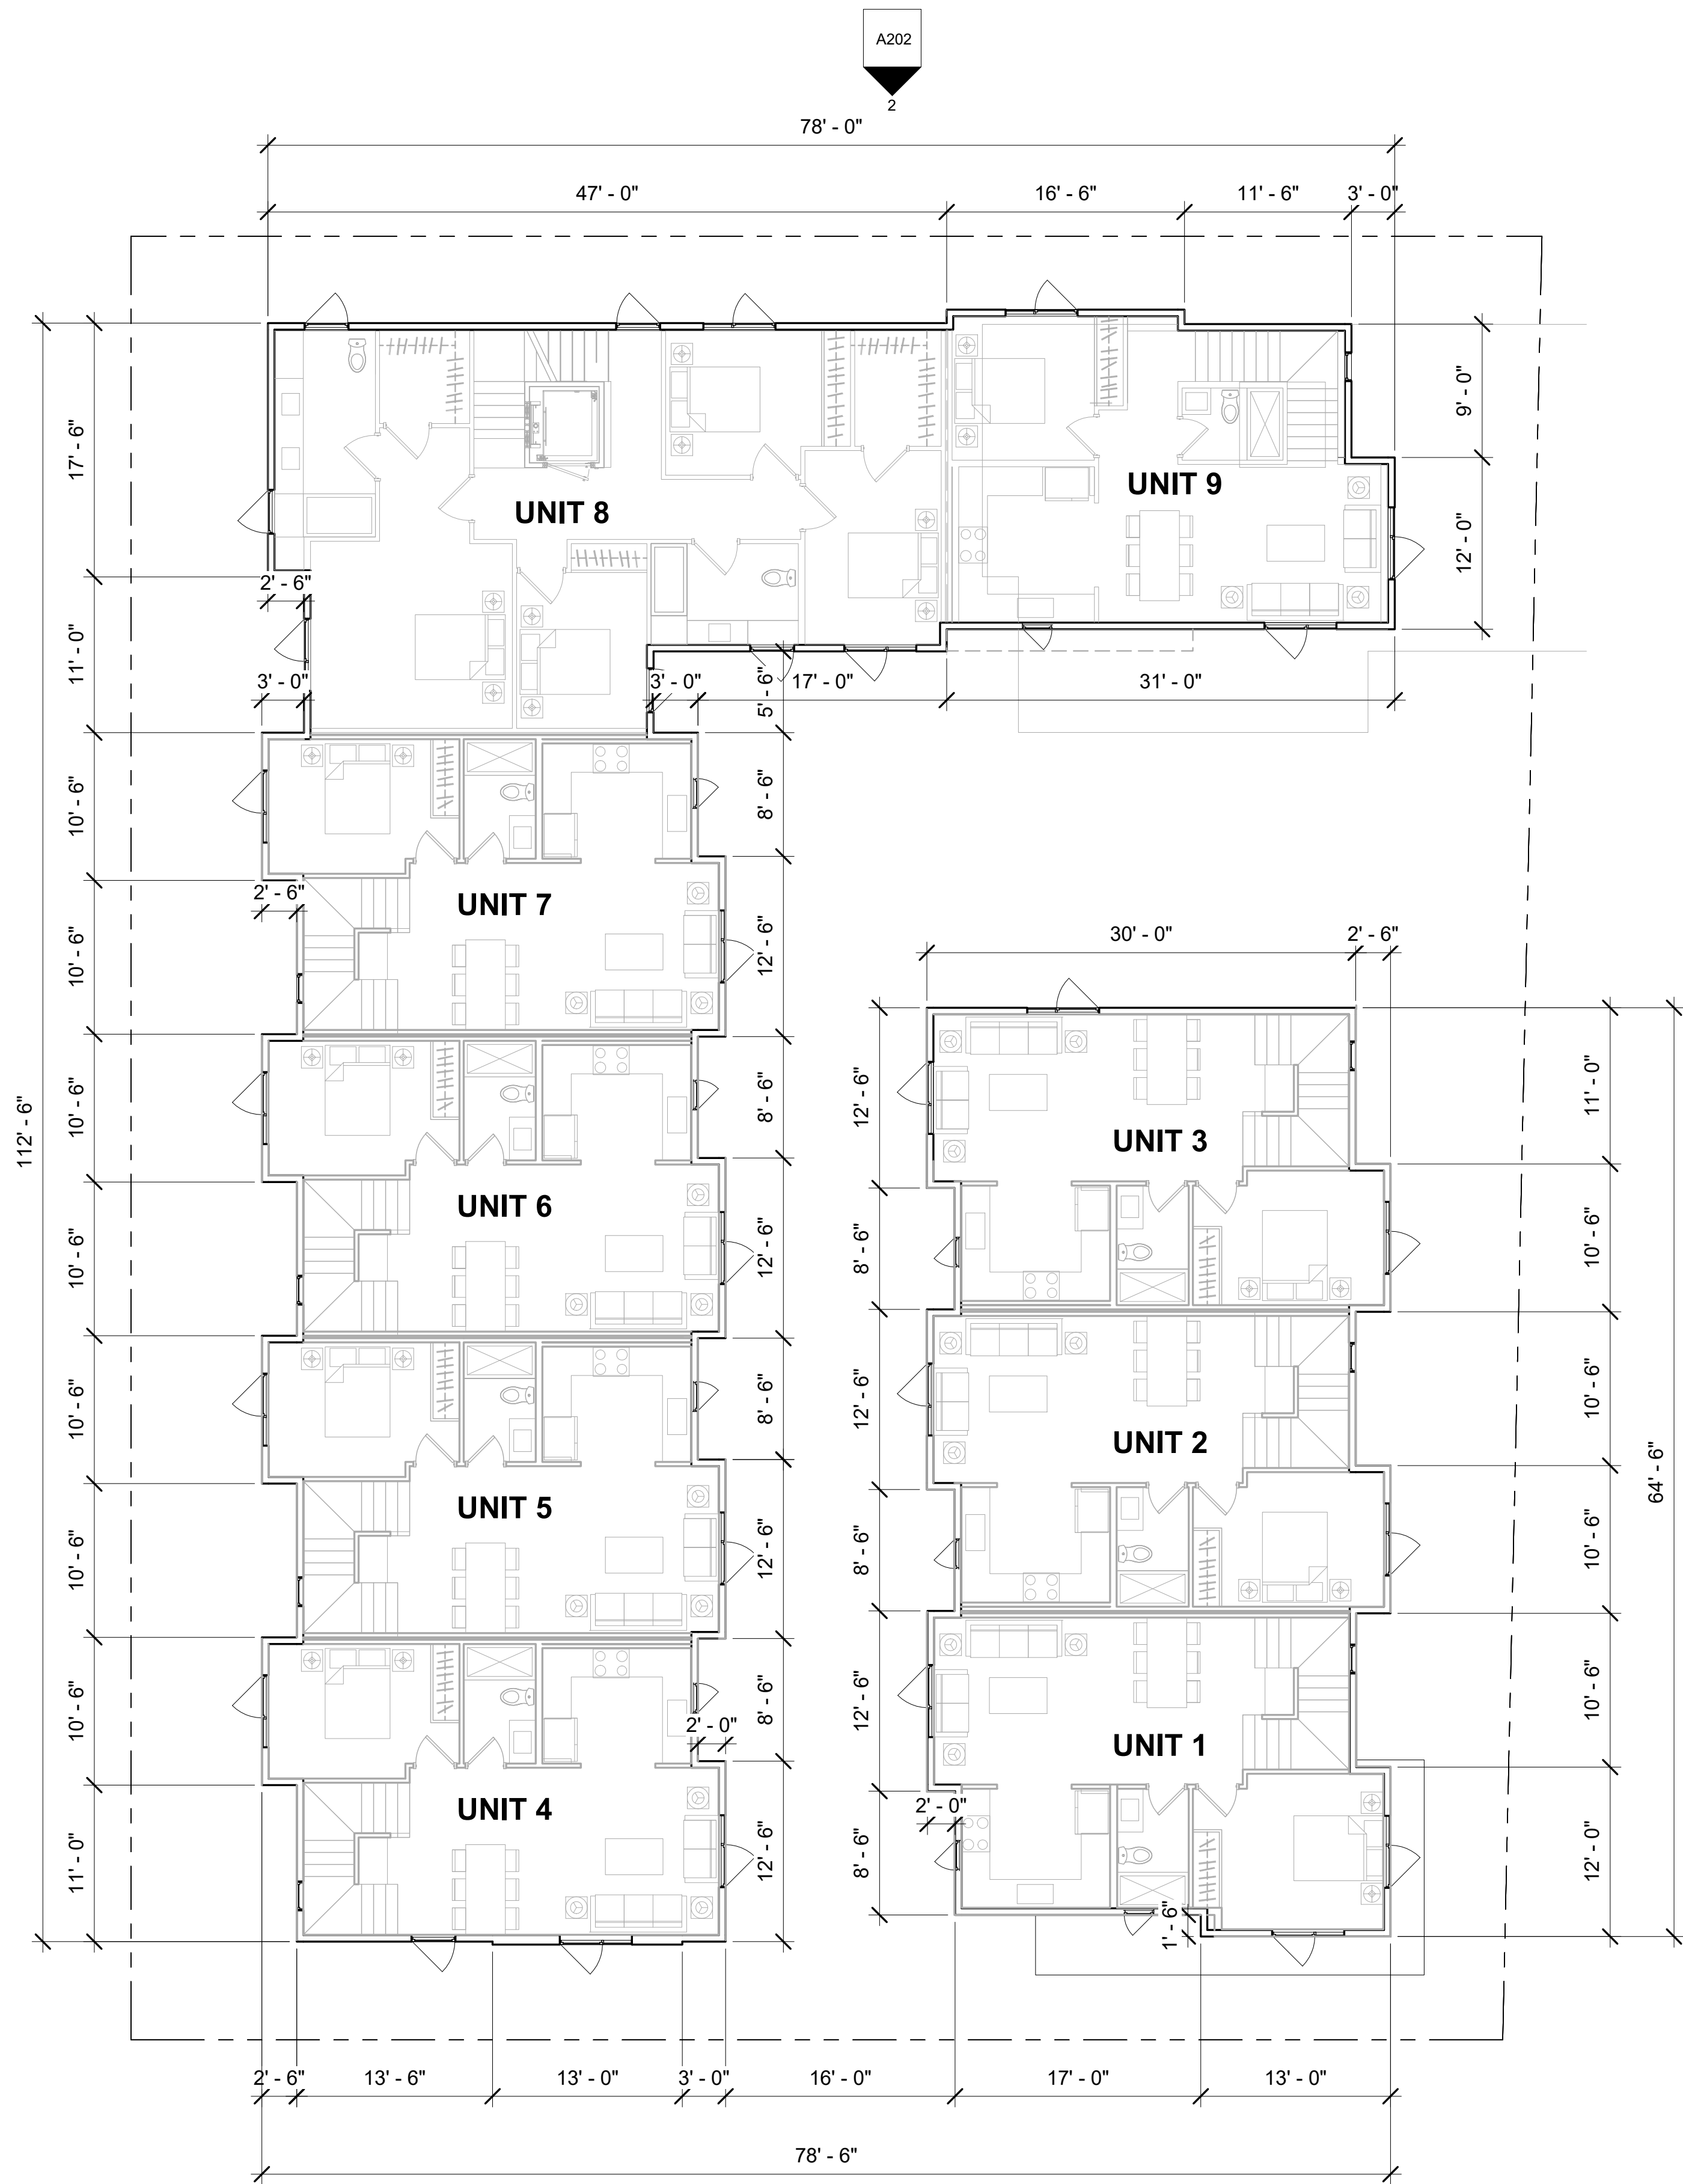 A202
2
78' - 0"
47' - 0"
16' - 6"
11' - 6"
3' - 0"
17' - 6"
9' - 0"
UNIT 9
UNIT 8
12' - 0"
2' - 6"
11' - 0"
3' - 0"
3' - 0"
5' - 6"
17' - 0"
31' - 0"
10' - 6"
8' - 6"
2' - 6"
UNIT 7
10' - 6"
12' - 6"
30' - 0"
2' - 6"
112' - 6"
10' - 6"
8' - 6"
12' - 6"
11' - 0"
UNIT 3
UNIT 6
10' - 6"
12' - 6"
8' - 6"
10' - 6"
10' - 6"
8' - 6"
12' - 6"
10' - 6"
UNIT 2
64' - 6"
UNIT 5
10' - 6"
12' - 6"
8' - 6"
10' - 6"
10' - 6"
8' - 6"
12' - 6"
10' - 6"
2' - 0"
UNIT 1
UNIT 4
2' - 0"
11' - 0"
12' - 6"
8' - 6"
12' - 0"
1' - 6"
2' - 6"
13' - 6"
13' - 0"
3' - 0"
16' - 0"
17' - 0"
13' - 0"
78' - 6"